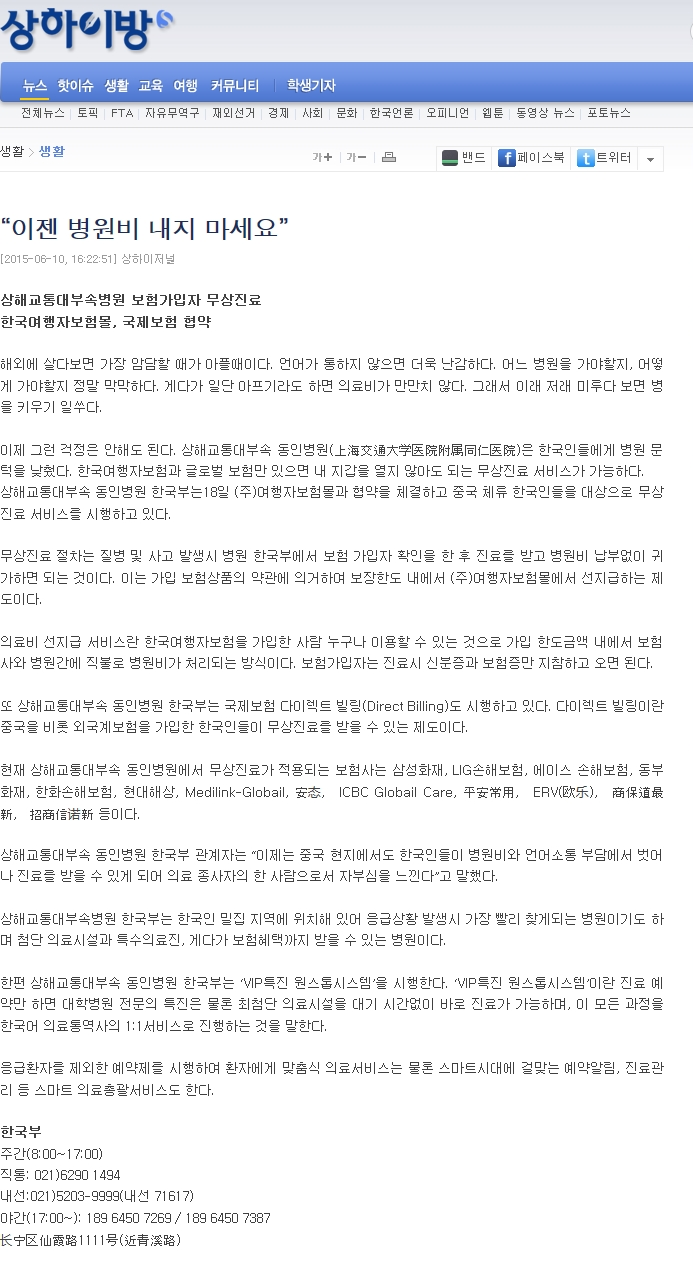 상하이방
뉴스 핫이슈 생활 교육 여행 커뮤니티 학생기자
전체뉴스 토픽 FTA 자유무역구 재외선거 경제 사회 문화 한국언론 오피니언 웹툰 동영상 뉴스 포토뉴스
생활 > 생활 가+ 가- 밴드 페이스북 트위터
“이젠 병원비 내지 마세요”
[2015-06-10, 16:22:51] 상하이저널
상해교통대부속병원 보험가입자 무상진료
한국여행자보험몰, 국제보험 협약
해외에 살다보면 가장 암담할 때가 아플때이다. 언어가 통하지 않으면 더욱 난감하다. 어느 병원을 가야할지, 어떻
게 가야할지 정말 막막하다. 게다가 일단 아프기라도 하면 의료비가 만만치 않다. 그래서 이래 저래 미루다 보면 병
을 키우기 일쑤다.
이제 그런 걱정은 안해도 된다. 상해교통대부속 동인병원(上海交通大学医院附属同仁医院)은 한국인들에게 병원 문
턱을 낮췄다. 한국여행자보험과 글로벌 보험만 있으면 내 지갑을 열지 않아도 되는 무상진료 서비스가 가능하다.
상해교통대부속 동인병원 한국부는18일 (주)여행자보험몰과 협약을 체결하고 중국 체류 한국인들을 대상으로 무상
진료 서비스를 시행하고 있다.
무상진료 절차는 질병 및 사고 발생시 병원 한국부에서 보험 가입자 확인을 한 후 진료를 받고 병원비 납부없이 귀
가하면 되는 것이다. 이는 가입 보험상품의 약관에 의거하여 보장한도 내에서 (주)여행자보험몰에서 선지급하는 제
도이다.
의료비 선지급 서비스란 한국여행자보험을 가입한 사람 누구나 이용할 수 있는 것으로 가입 한도금액 내에서 보험
사와 병원간에 직불로 병원비가 처리되는 방식이다. 보험가입자는 진료시 신분증과 보험증만 지참하고 오면 된다.
또 상해교통대부속 동인병원 한국부는 국제보험 다이렉트 빌링(Direct Billing)도 시행하고 있다. 다이렉트 빌링이란
중국을 비롯 외국계보험을 가입한 한국인들이 무상진료를 받을 수 있는 제도이다.
현재 상해교통대부속 동인병원에서 무상진료가 적용되는 보험사는 삼성화재, LIG손해보험, 에이스 손해보험, 동부
화재, 한화손해보험, 현대해상, Medilink-Globail, 安态, ICBC Globail Care, 平安常用, ERV(欧乐), 商保道最
新, 招商信诺新 등이다.
상해교통대부속 동인병원 한국부 관계자는 “이제는 중국 현지에서도 한국인들이 병원비와 언어소통 부담에서 벗어
나 진료를 받을 수 있게 되어 의료 종사자의 한 사람으로서 자부심을 느낀다”고 말했다.
상해교통대부속병원 한국부는 한국인 밀집 지역에 위치해 있어 응급상황 발생시 가장 빨리 찾게되는 병원이기도 하
며 첨단 의료시설과 특수의료진, 게다가 보험혜택까지 받을 수 있는 병원이다.
한편 상해교통대부속 동인병원 한국부는 ‘VIP특진 원스톱시스템’을 시행한다. ‘VIP특진 원스톱시스템’이란 진료 예
약만 하면 대학병원 전문의 특진은 물론 최첨단 의료시설을 대기 시간없이 바로 진료가 가능하며, 이 모든 과정을
한국어 의료통역사의 1:1서비스로 진행하는 것을 말한다.
응급환자를 제외한 예약제를 시행하여 환자에게 맞춤식 의료서비스는 물론 스마트시대에 걸맞는 예약알림, 진료관
리 등 스마트 의료총괄서비스도 한다.
한국부
주간(8:00~17:00)
직통: 021)6290 1494
내선:021)5203-9999(내선 71617)
야간(17:00~): 189 6450 7269 / 189 6450 7387
长宁区仙霞路1111号(近青溪路)